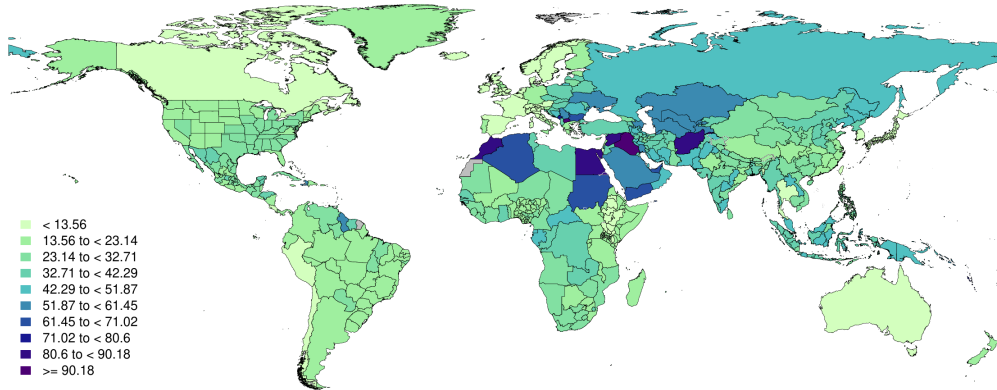 < 13.56
13.56 to < 23.14
23.14 to < 32.71
32.71 to < 42.29
42.29 to < 51.87
51.87 to < 61.45
61.45 to < 71.02
71.02 to < 80.6
80.6 to < 90.18
>= 90.18